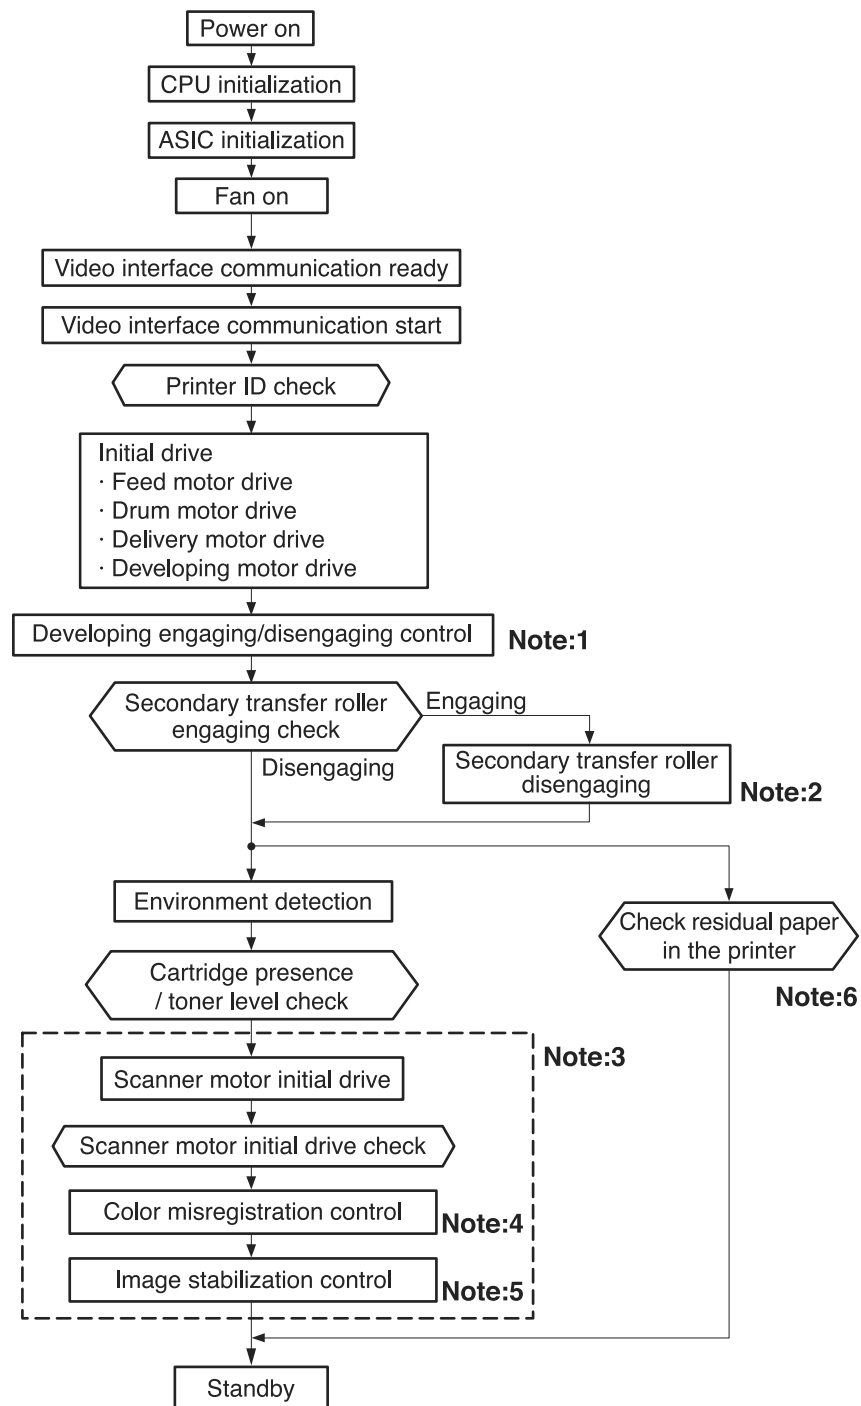 Power on
CPU initialization
ASIC initialization
Fan on
Video interface communication ready
Video interface communication start
Printer ID check
Initial drive
· Feed motor drive
· Drum motor drive
· Delivery motor drive
· Developing motor drive
Developing engaging/disengaging control
Note:1
Secondary transfer roller
engaging check
Engaging
Disengaging
Secondary transfer roller
disengaging
Note:2
Environment detection
Check residual paper
in the printer
Note:6
Cartridge presence
/ toner level check
Note:3
Scanner motor initial drive
Scanner motor initial drive check
Color misregistration control
Note:4
Image stabilization control
Note:5
Standby